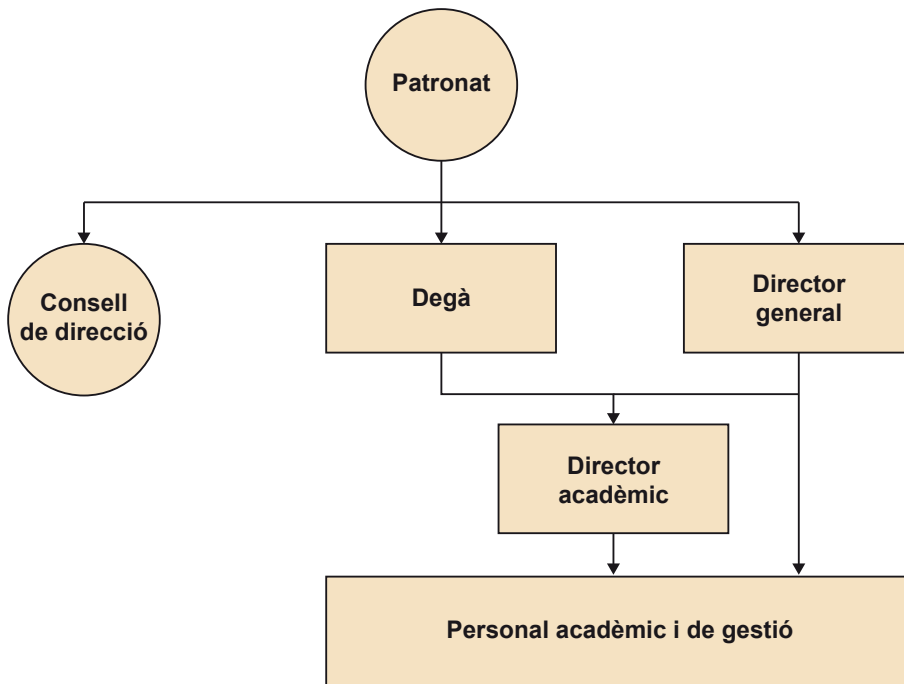 Patronat
Consell
de direcció
Degà
Director
general
Director
acadèmic
Personal acadèmic i de gestió